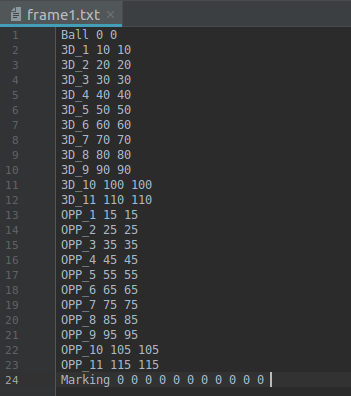 frame1.txt
1 Ball 0 0
2 3D_1 10 10
3 3D_2 20 20
4 3D_3 30 30
5 3D_4 40 40
6 3D_5 50 50
7 3D_6 60 60
8 3D_7 70 70
9 3D_8 80 80
10 3D_9 90 90
11 3D_10 100 100
12 3D_11 110 110
13 OPP_1 15 15
14 OPP_2 25 25
15 OPP_3 35 35
16 OPP_4 45 45
17 OPP_5 55 55
18 OPP_6 65 65
19 OPP_7 75 75
20 OPP_8 85 85
21 OPP_9 95 95
22 OPP_10 105 105
23 OPP_11 115 115
24 Marking 0 0 0 0 0 0 0 0 0 0 0